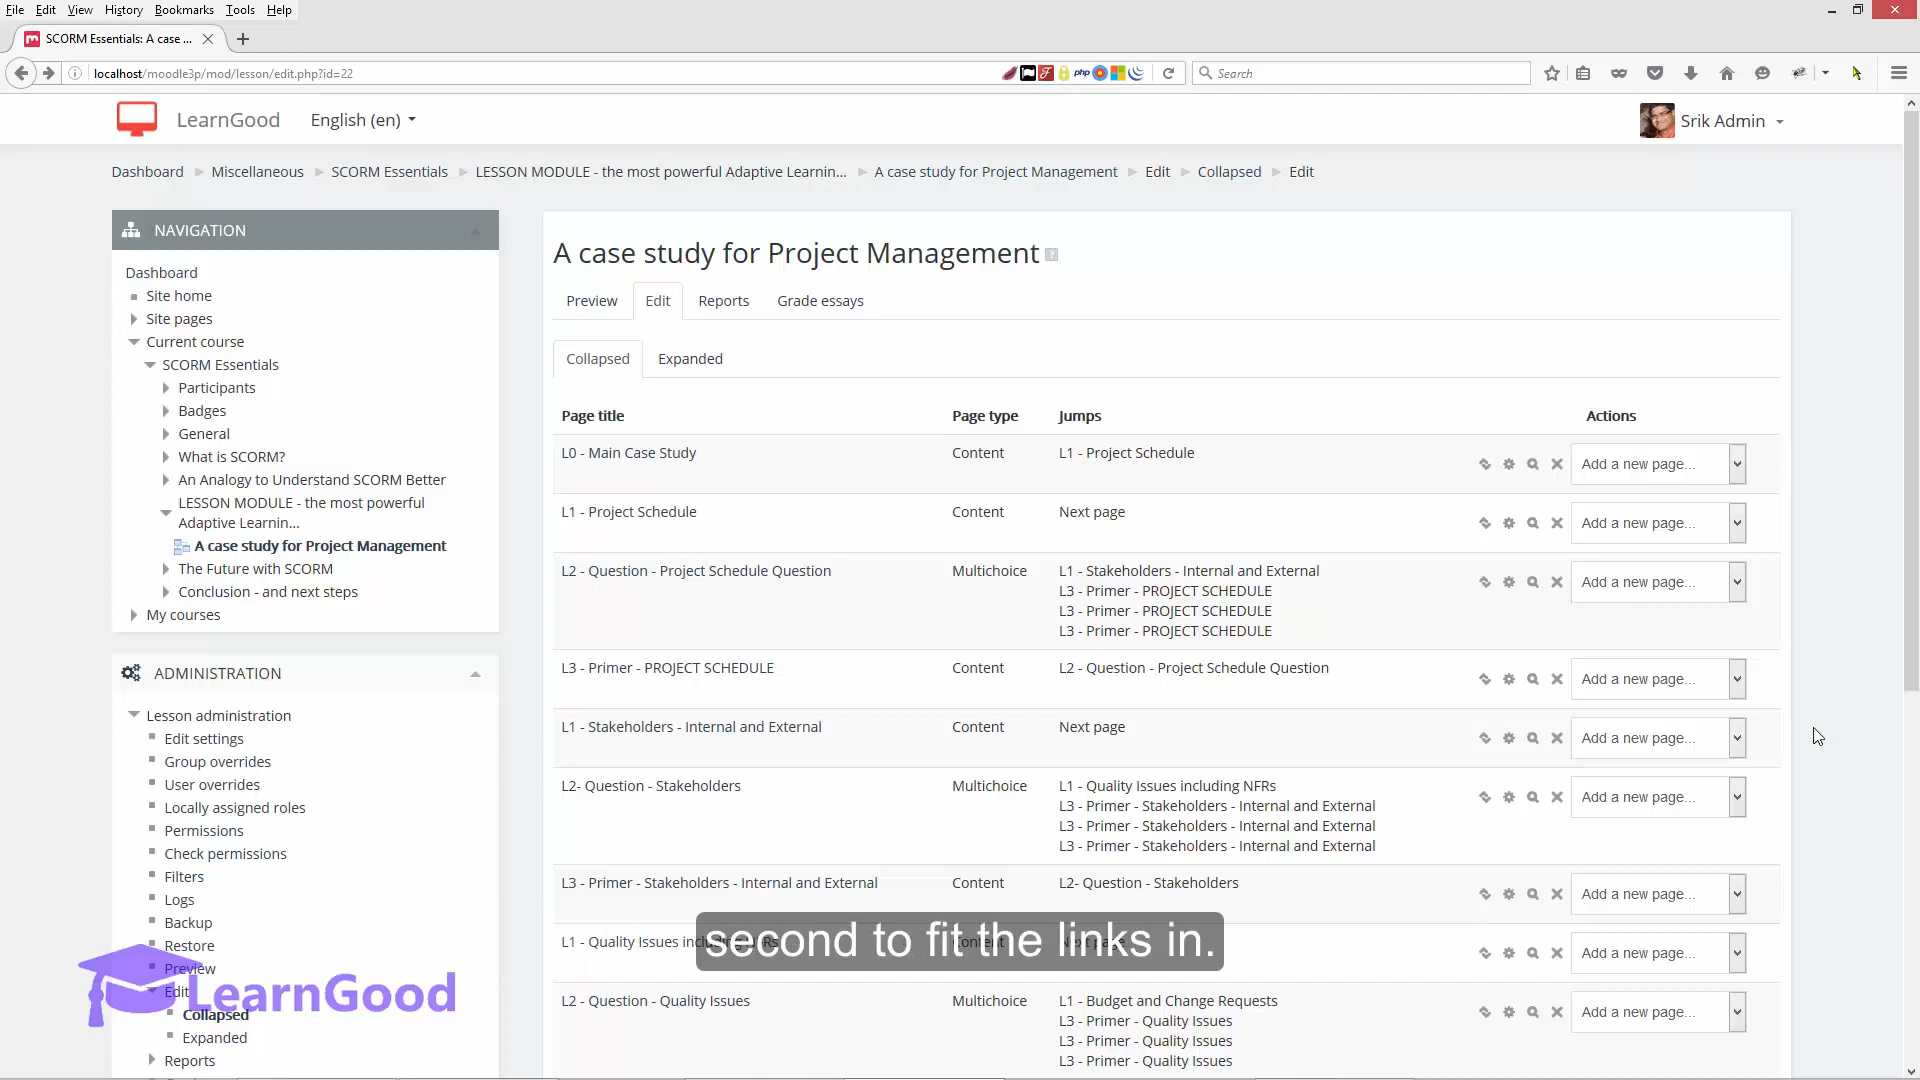 File Edit View History Bookmarks Tools Help
SCORM Essentials: A case ...
localhost/moodle3p/mod/lesson/edit.php?id=22
php
Search
LearnGood
English (en)
Srik Admin
Dashboard Miscellaneous SCORM Essentials LESSON MODULE - the most powerful Adaptive Learnin... A case study for Project Management Edit Collapsed Edit
NAVIGATION
Dashboard
Site home
Site pages
Current course
SCORM Essentials
Participants
Badges
General
What is SCORM?
An Analogy to Understand SCORM Better
LESSON MODULE - the most powerful
Adaptive Learnin...
A case study for Project Management
The Future with SCORM
Conclusion - and next steps
My courses
ADMINISTRATION
Lesson administration
Edit settings
Group overrides
User overrides
Locally assigned roles
Permissions
Check permissions
Filters
Logs
Backup
Restore
Preview
Edit
Collapsed
Expanded
Reports
LearnGood
A case study for Project Management
Preview Edit Reports Grade essays
Collapsed Expanded
Page title Page type Jumps Actions
L0 - Main Case Study Content L1 - Project Schedule Add a new page...
L1 - Project Schedule Content Next page Add a new page...
L2 - Question - Project Schedule Question Multichoice L1 - Stakeholders - Internal and External Add a new page...
L3 - Primer - PROJECT SCHEDULE
L3 - Primer - PROJECT SCHEDULE
L3 - Primer - PROJECT SCHEDULE
L3 - Primer - PROJECT SCHEDULE Content L2 - Question - Project Schedule Question Add a new page...
L1 - Stakeholders - Internal and External Content Next page Add a new page...
L2- Question - Stakeholders Multichoice L1 - Quality Issues including NFRs Add a new page...
L3 - Primer - Stakeholders - Internal and External
L3 - Primer - Stakeholders - Internal and External
L3 - Primer - Stakeholders - Internal and External
L3 - Primer - Stakeholders - Internal and External Content L2- Question - Stakeholders Add a new page...
L1 - Quality Issues including NFRs Content Next page Add a new page...
second to fit the links in.
L2 - Question - Quality Issues Multichoice L1 - Budget and Change Requests Add a new page...
L3 - Primer - Quality Issues
L3 - Primer - Quality Issues
L3 - Primer - Quality Issues